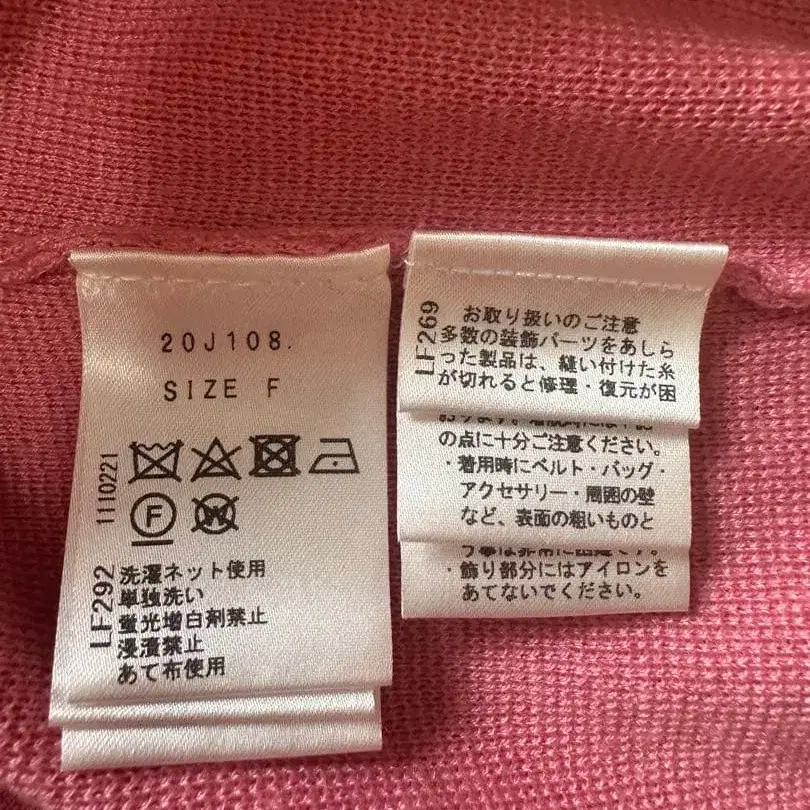 20J108.
SIZE F
1110221
F
W
LF292
洗濯ネット使用
単独洗い
蛍光増白剤禁止
浸漬禁止
あて布使用
LF269
お取り扱いのご注意
多数の装飾パーツをあしら
った製品は、縫い付けた糸
が切れると修理・復元が困
の点に十分ご注意ください。
・着用時にベルト・バッグ・
アクセサリー・周囲の壁
など、表面の粗いものと
・飾り部分にはアイロンを
あてないでください。